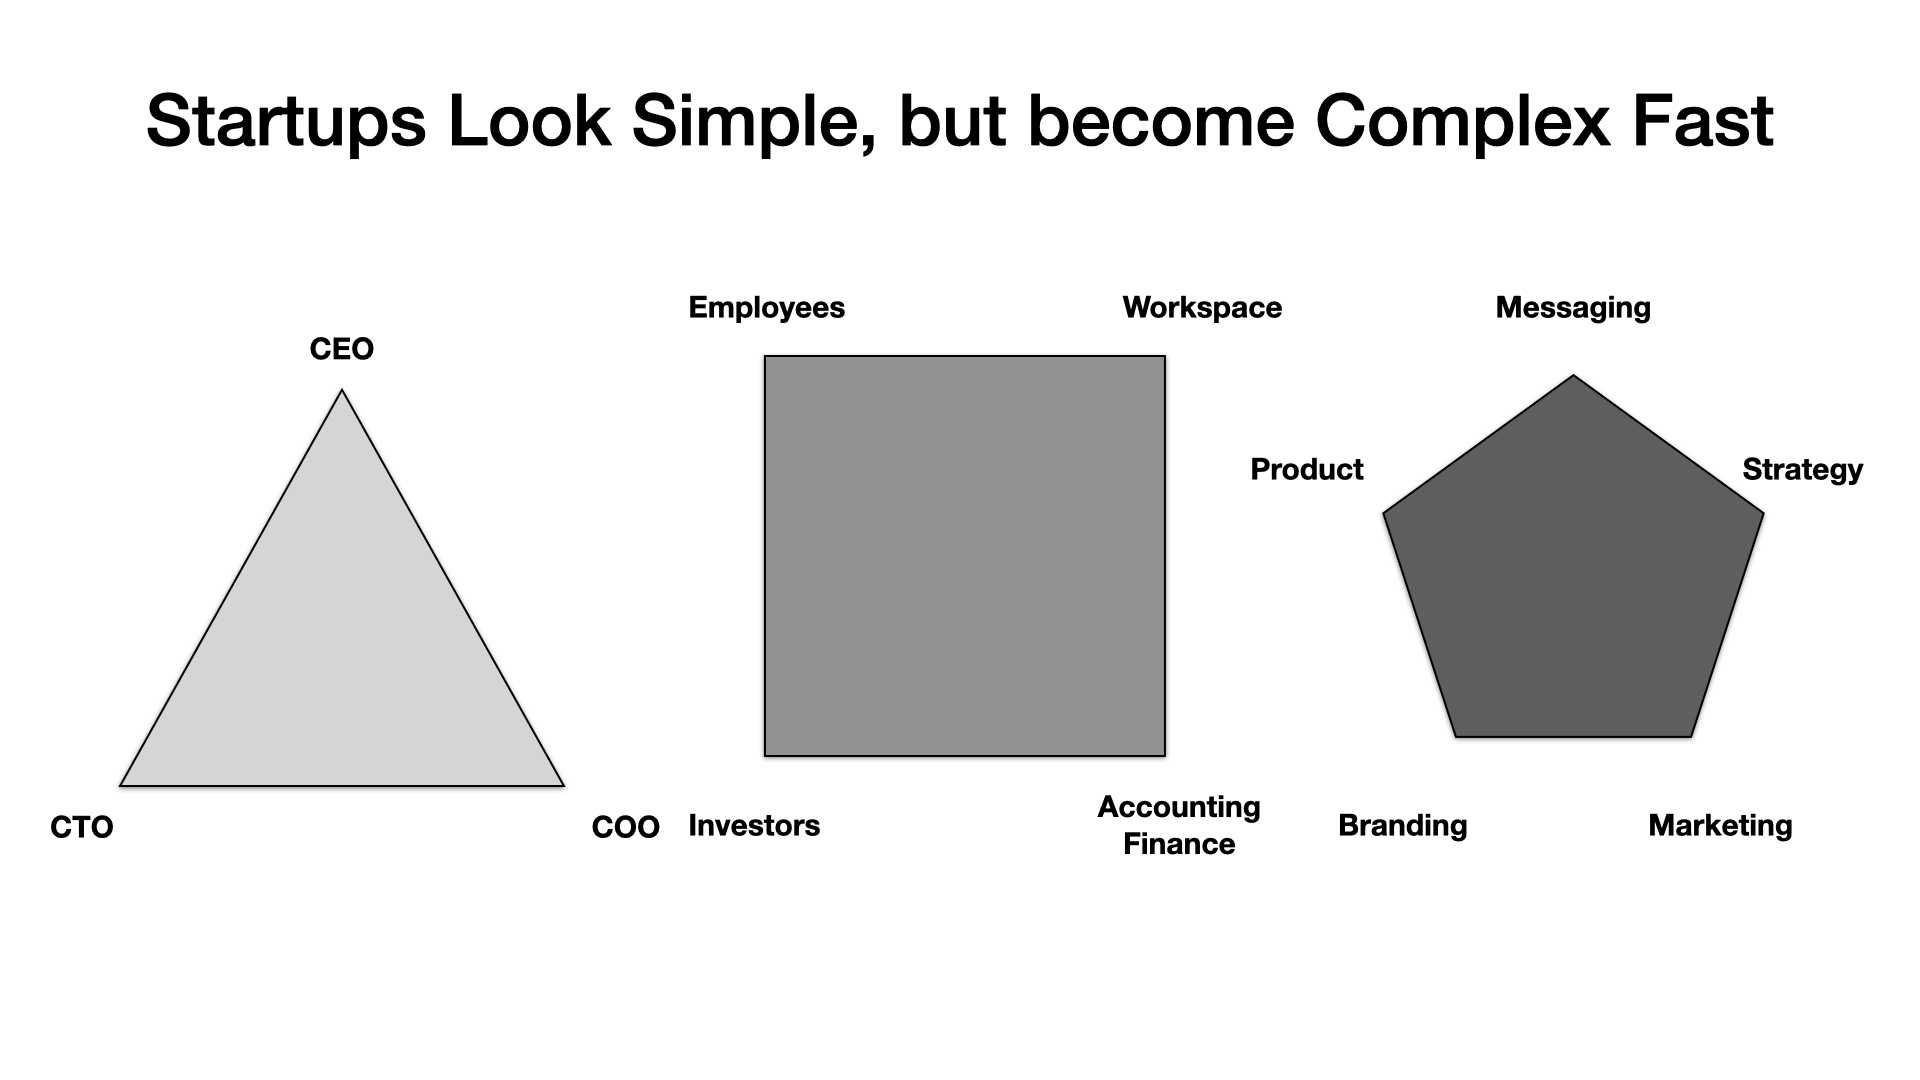 Startups Look Simple, but become Complex Fast
CEO
CTO
COO
Employees
Workspace
Investors
Accounting
Finance
Messaging
Product
Strategy
Branding
Marketing